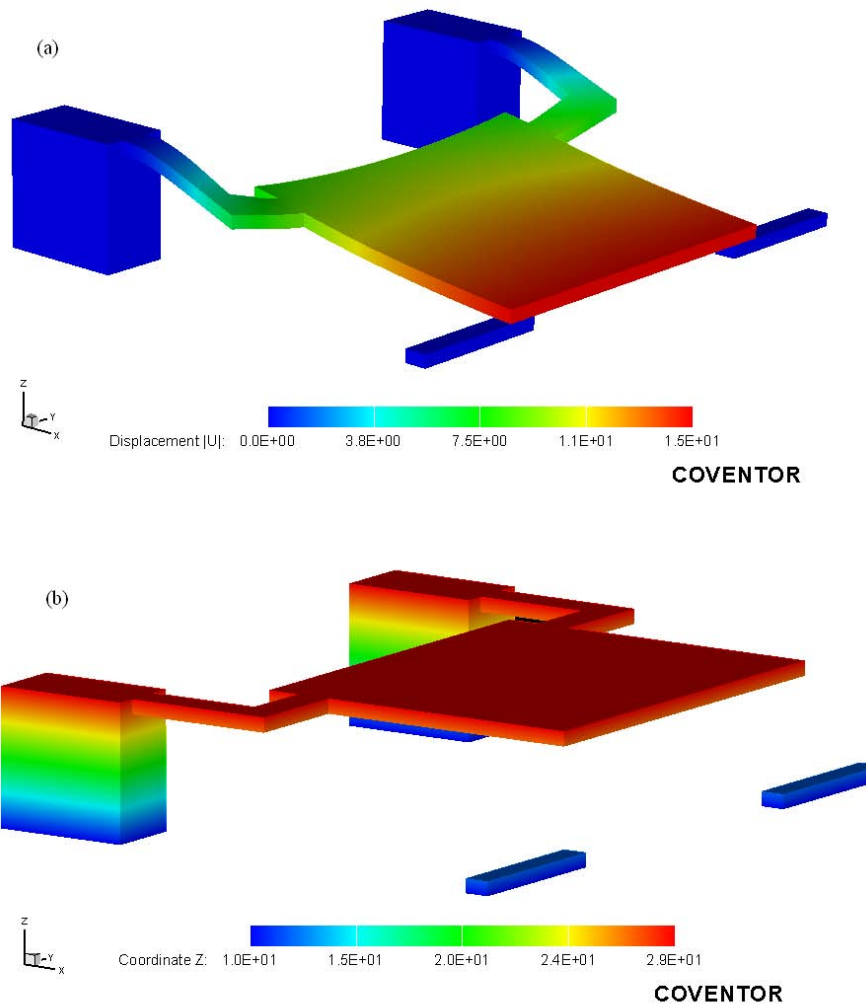 (a)
Z
Y
X
Displacement |U|: 0.0E+00 3.8E+00 7.5E+00 1.1E+01 1.5E+01
COVENTOR
(b)
Z
Y
X
Coordinate Z: 1.0E+01 1.5E+01 2.0E+01 2.4E+01 2.9E+01
COVENTOR